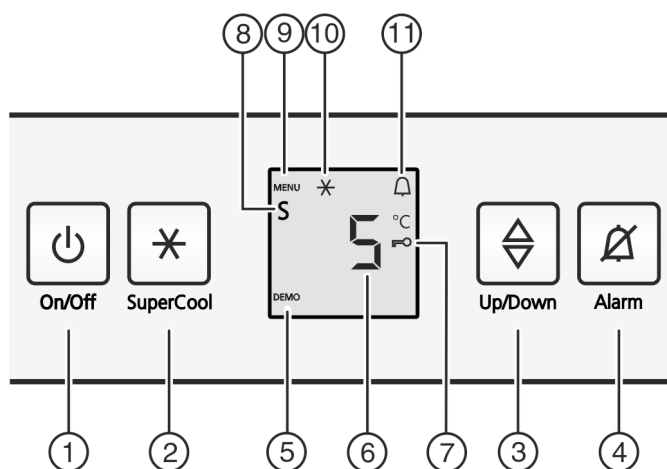 8 9 10 11
MENU
S
5 °C
DEMO
On/Off SuperCool Up/Down Alarm
1 2 5 6 7 3 4